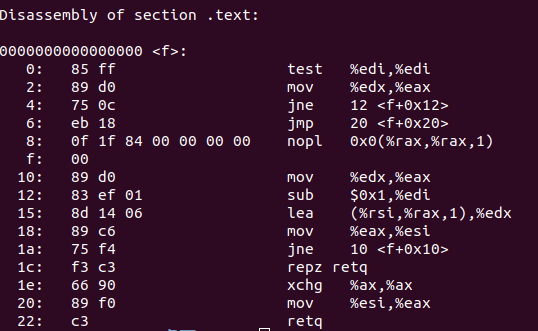 Disassembly of section .text:
0000000000000000 <f>:
0: 85 ff test %edi,%edi
2: 89 d0 mov %edx,%eax
4: 75 0c jne 12 <f+0x12>
6: eb 18 jmp 20 <f+0x20>
8: 0f 1f 84 00 00 00 00 nopl 0x0(%rax,%rax,1)
f: 00
10: 89 d0 mov %edx,%eax
12: 83 ef 01 sub $0x1,%edi
15: 8d 14 06 lea (%rsi,%rax,1),%edx
18: 89 c6 mov %eax,%esi
1a: 75 f4 jne 10 <f+0x10>
1c: f3 c3 repz retq
1e: 66 90 xchg %ax,%ax
20: 89 f0 mov %esi,%eax
22: c3 retq